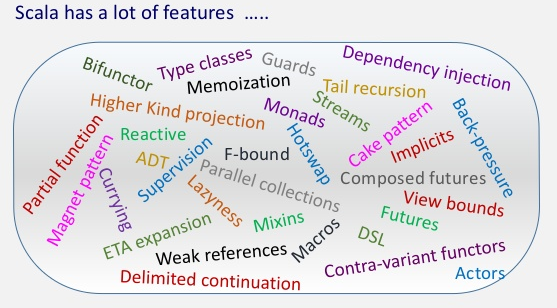 Scala has a lot of features .....
Bifunctor
Type classes
Guards
Dependency injection
Memoization
Tail recursion
Higher Kind projection
Monads
Streams
Cake pattern
Back-pressure
Partial function
Magnet pattern
Reactive
ADT
Supervision
F-bound
Hotswap
Implicits
Currying
Lazyness
Parallel collections
Composed futures
View bounds
ETA expansion
Mixins
Macros
DSL
Futures
Weak references
Contra-variant functors
Delimited continuation
Actors